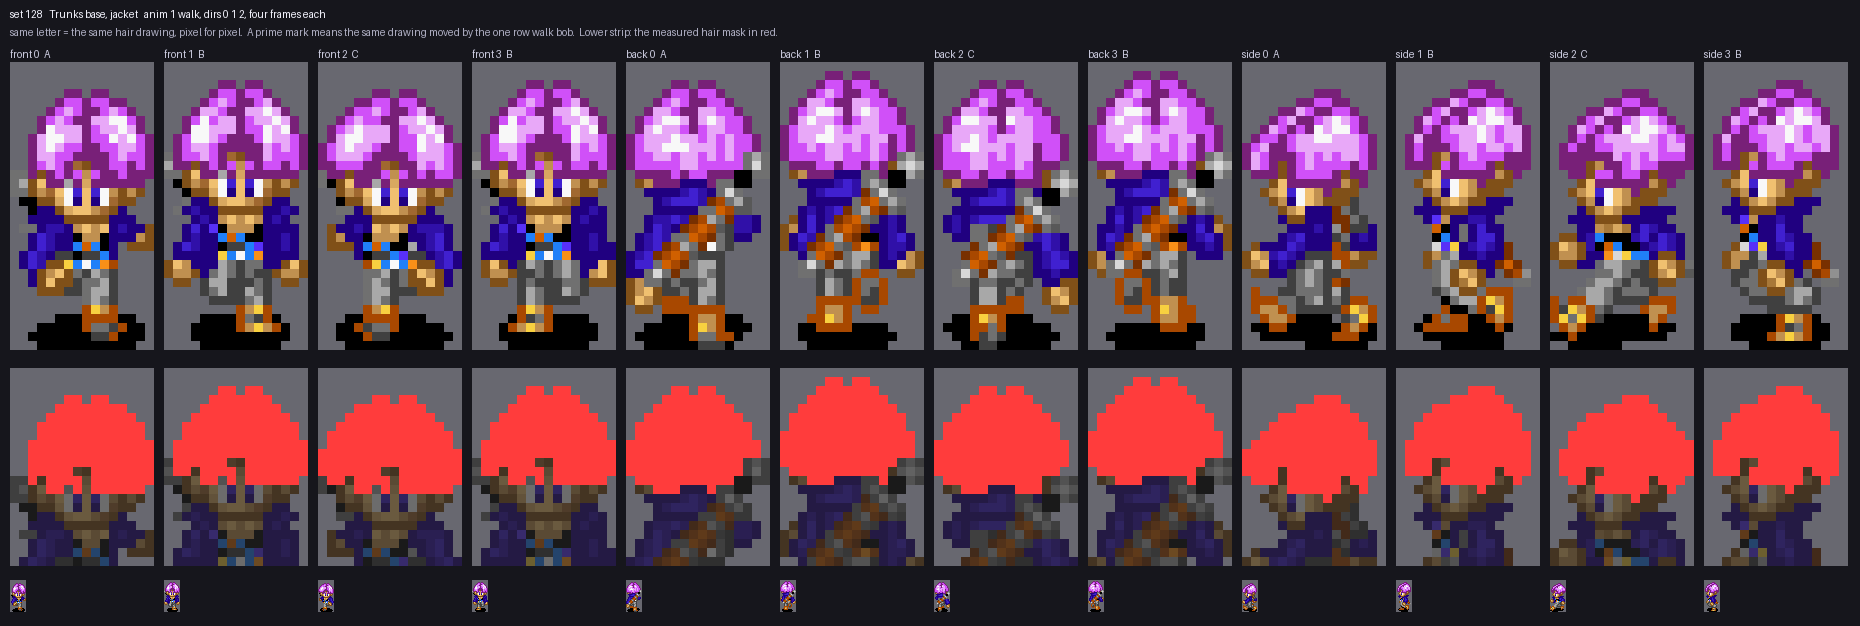 set 128 Trunks base, jacket anim 1 walk, dirs 0 1 2, four frames each
same letter = the same hair drawing, pixel for pixel. A prime mark means the same drawing moved by the one row walk bob. Lower strip: the measured hair mask in red.
front 0 A front 1 B front 2 C front 3 B back 0 A back 1 B back 2 C back 3 B side 0 A side 1 B side 2 C side 3 B